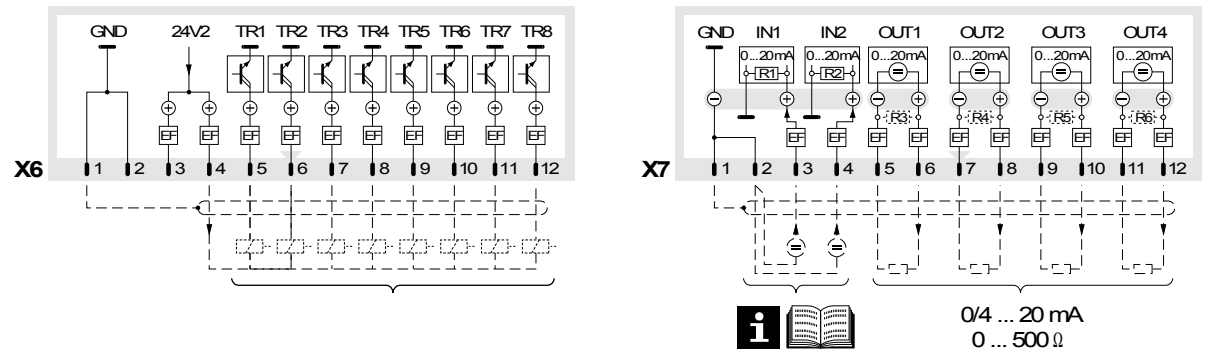 GND 24V2 TR1 TR2 TR3 TR4 TR5 TR6 TR7 TR8
+ + + + + + + + + +
EF EF EF EF EF EF EF EF EF EF
X6 1 2 3 4 5 6 7 8 9 10 11 12
GND IN1 IN2 OUT1 OUT2 OUT3 OUT4
0...20mA 0...20mA 0...20mA 0...20mA 0...20mA 0...20mA
R1 R2
− + + − + − + − + − +
R3 R4 R5 R6
EF EF EF EF EF EF EF EF EF EF
X7 1 2 3 4 5 6 7 8 9 10 11 12
i
0/4 ... 20 mA
0 ... 500 Ω